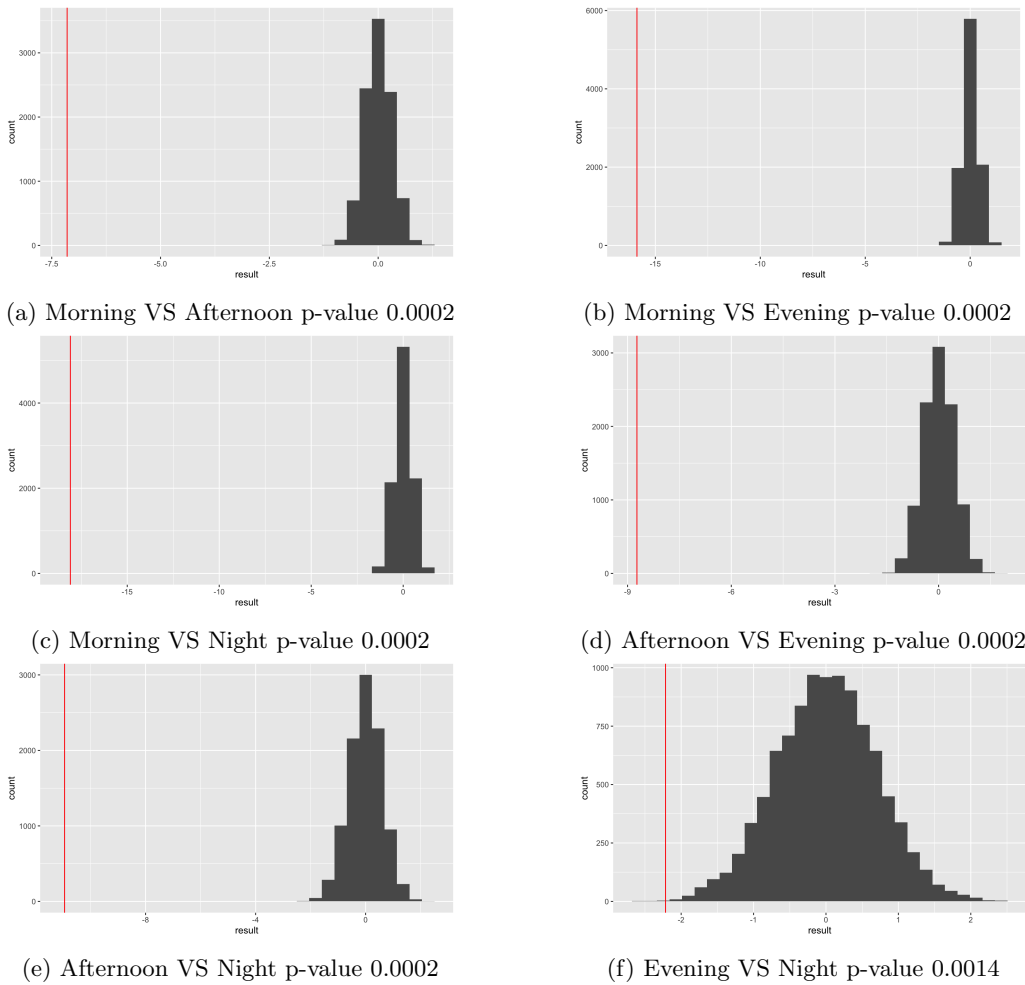 count
3000
2000
1000
0
-7.5
-5.0
-2.5
0.0
result
(a) Morning VS Afternoon p-value 0.0002
count
6000
4000
2000
0
-15
-10
-5
0
result
(b) Morning VS Evening p-value 0.0002
count
4000
2000
0
-15
-10
-5
0
result
(c) Morning VS Night p-value 0.0002
count
3000
2000
1000
0
-9
-6
-3
0
result
(d) Afternoon VS Evening p-value 0.0002
count
3000
2000
1000
0
-8
-4
0
result
(e) Afternoon VS Night p-value 0.0002
count
1000
750
500
250
0
-2
-1
0
1
2
result
(f) Evening VS Night p-value 0.0014